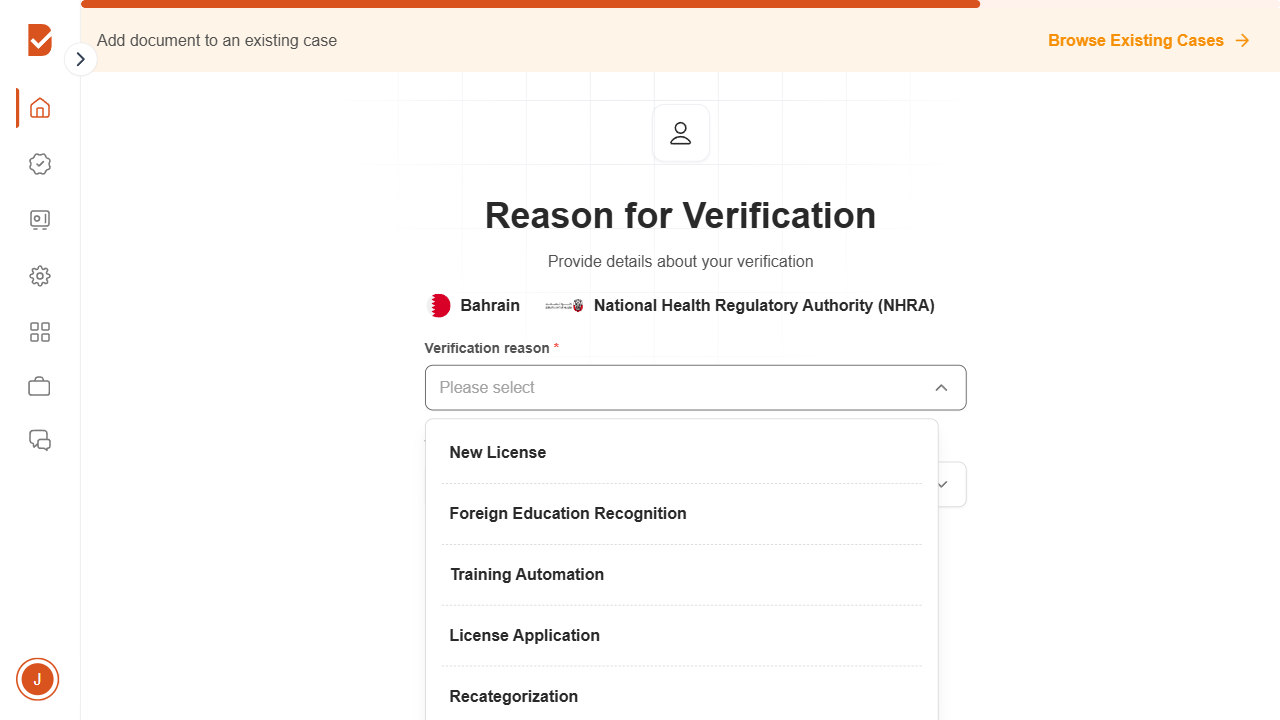 Add document to an existing case
Browse Existing Cases
Reason for Verification
Provide details about your verification
Bahrain
National Health Regulatory Authority (NHRA)
Verification reason *
Please select
New License
Foreign Education Recognition
Training Automation
License Application
Recategorization
J